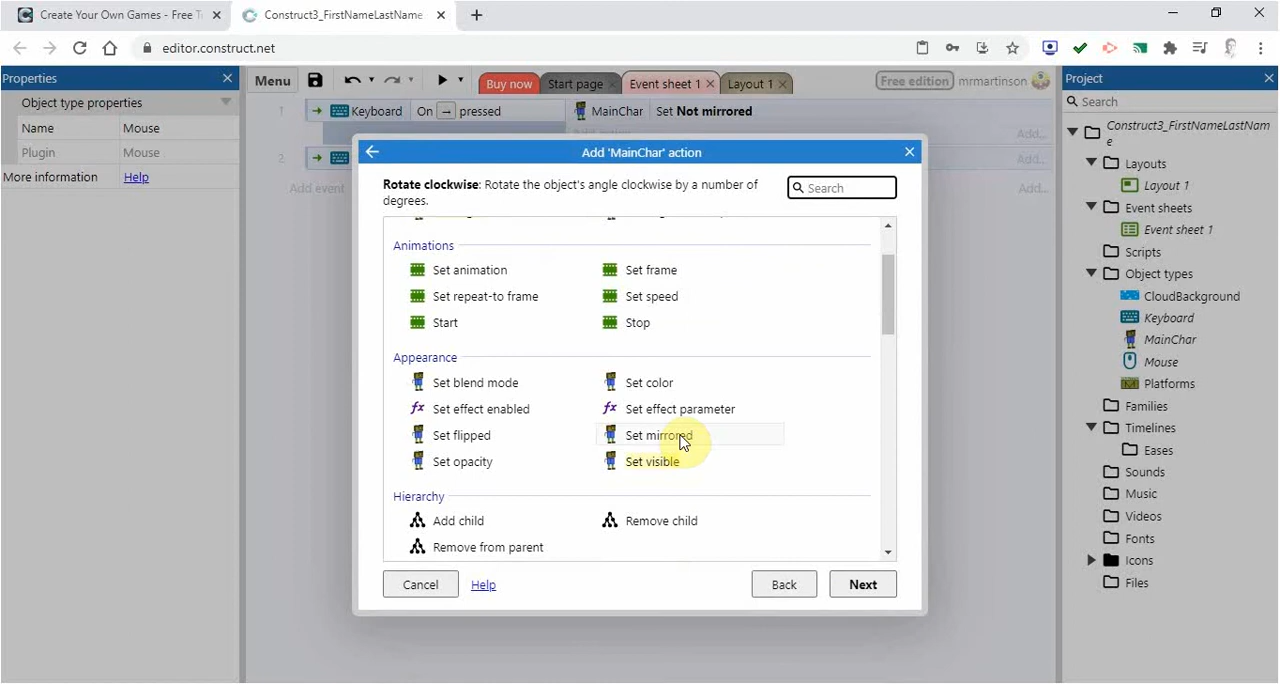 Create Your Own Games - Free T
Construct3_FirstNameLastName
editor.construct.net
Properties
Menu
Buy now
Start page
Event sheet 1
Layout 1
Free edition
mrmartinson
Project
Object type properties
Name Mouse
Plugin Mouse
More information Help
1 Keyboard On → pressed
MainChar Set Not mirrored
Add action
Add...
2
Add...
Add event
Add...
Add 'MainChar' action
Rotate clockwise: Rotate the object's angle clockwise by a number of
degrees.
Search
Animations
Set animation Set frame
Set repeat-to frame Set speed
Start Stop
Appearance
Set blend mode Set color
Set effect enabled Set effect parameter
Set flipped Set mirrored
Set opacity Set visible
Hierarchy
Add child Remove child
Remove from parent
Cancel Help Back Next
Search
Construct3_FirstNameLastNam
e
Layouts
Layout 1
Event sheets
Event sheet 1
Scripts
Object types
CloudBackground
Keyboard
MainChar
Mouse
Platforms
Families
Timelines
Eases
Sounds
Music
Videos
Fonts
Icons
Files